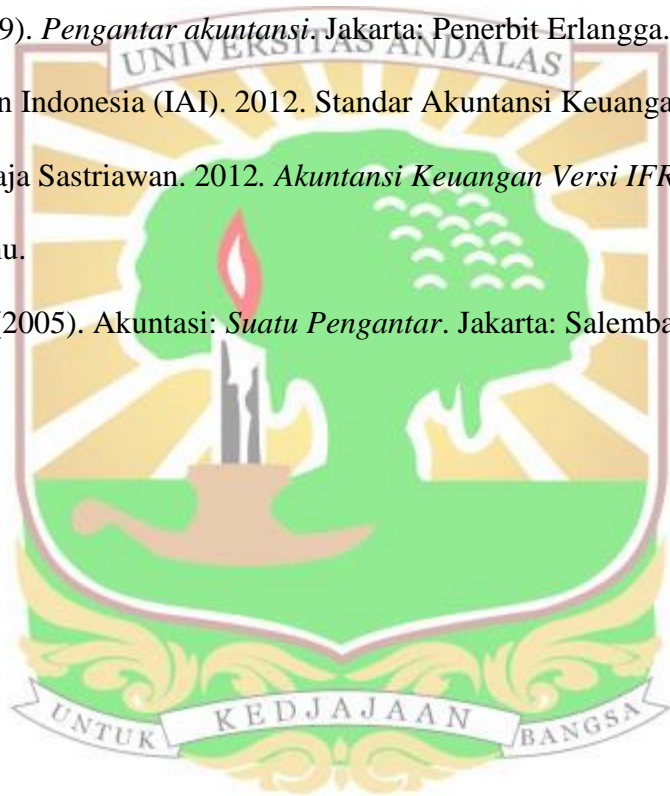 9). Pengantar akuntansi. Jakarta: Penerbit Erlangga.
UNIVERSITAS ANDALAS
n Indonesia (IAI). 2012. Standar Akuntansi Keuanga
aja Sastriawan. 2012. Akuntansi Keuangan Versi IFR
u.
(2005). Akuntasi: Suatu Pengantar. Jakarta: Salemba
UNTUK KEDJAJAAN BANGSA